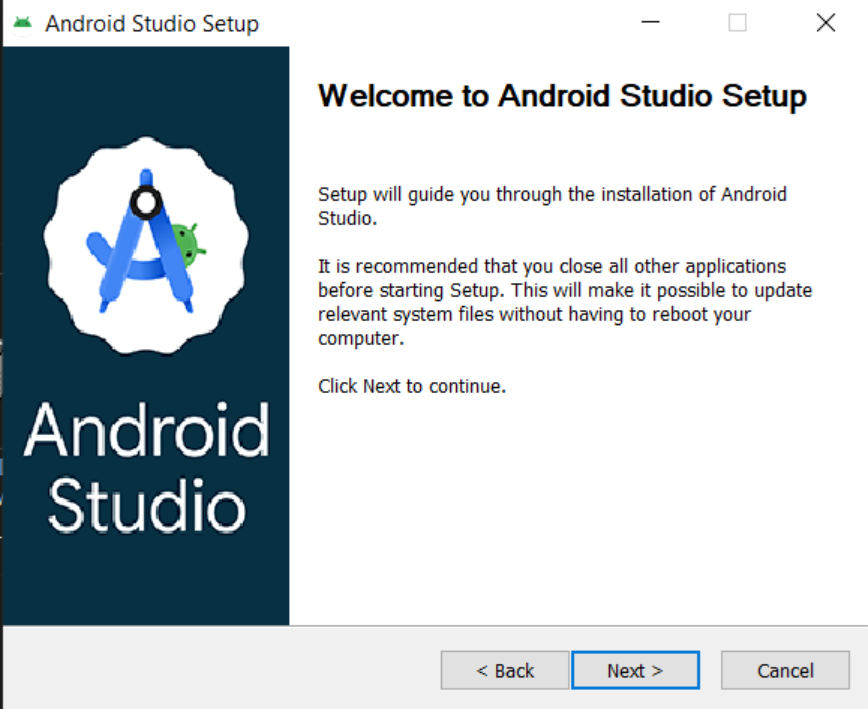 Android Studio Setup
Welcome to Android Studio Setup
Setup will guide you through the installation of Android
Studio.
It is recommended that you close all other applications
before starting Setup. This will make it possible to update
relevant system files without having to reboot your
computer.
Click Next to continue.
Android
Studio
< Back
Next >
Cancel